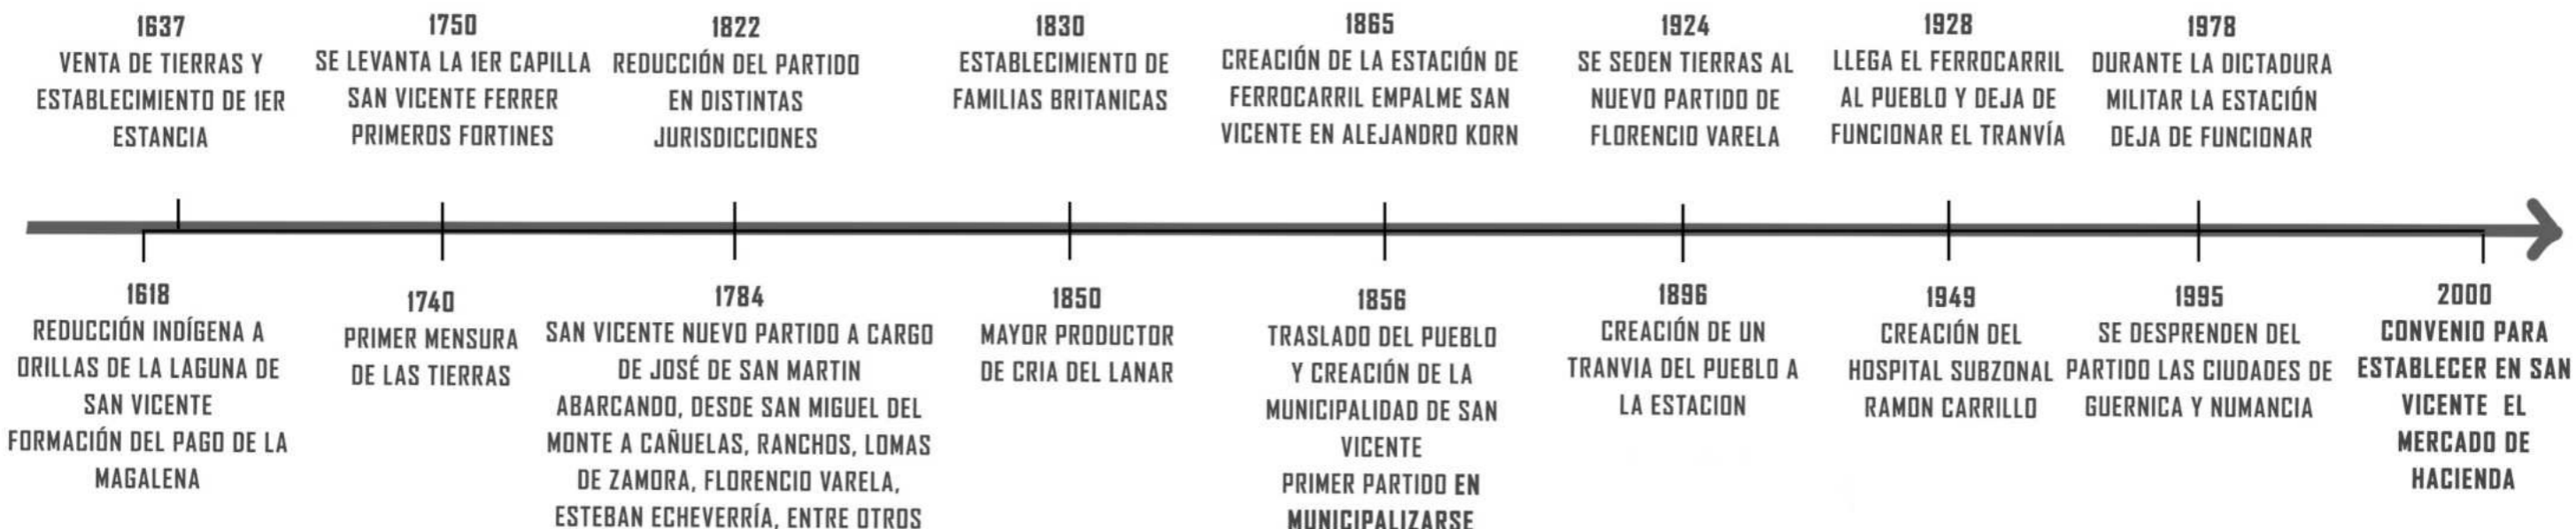 1637
VENTA DE TIERRAS Y
ESTABLECIMIENTO DE 1ER
ESTANCIA
1750
SE LEVANTA LA 1ER CAPILLA
SAN VICENTE FERRER
PRIMEROS FORTINES
1822
REDUCCIÓN DEL PARTIDO
EN DISTINTAS
JURISDICCIONES
1830
ESTABLECIMIENTO DE
FAMILIAS BRITANICAS
1865
CREACIÓN DE LA ESTACIÓN DE
FERROCARRIL EMPALME SAN
VICENTE EN ALEJANDRO KORN
1924
SE SEDEN TIERRAS AL
NUEVO PARTIDO DE
FLORENCIO VARELA
1928
LLEGA EL FERROCARRIL
AL PUEBLO Y DEJA DE
FUNCIONAR EL TRANVÍA
1978
DURANTE LA DICTADURA
MILITAR LA ESTACIÓN
DEJA DE FUNCIONAR
1618
REDUCCIÓN INDÍGENA A
ORILLAS DE LA LAGUNA DE
SAN VICENTE
FORMACIÓN DEL PAGO DE LA
MAGALENA
1740
PRIMER MENSURA
DE LAS TIERRAS
1784
SAN VICENTE NUEVO PARTIDO A CARGO
DE JOSÉ DE SAN MARTIN
ABARCANDO, DESDE SAN MIGUEL DEL
MONTE A CAÑUELAS, RANCHOS, LOMAS
DE ZAMORA, FLORENCIO VARELA,
ESTEBAN ECHEVERRÍA, ENTRE OTROS
1850
MAYOR PRODUCTOR
DE CRIA DEL LANAR
1856
TRASLADO DEL PUEBLO
Y CREACIÓN DE LA
MUNICIPALIDAD DE SAN
VICENTE
PRIMER PARTIDO EN
MUNICIPALIZARSE
1896
CREACIÓN DE UN
TRANVIA DEL PUEBLO A
LA ESTACION
1949
CREACIÓN DEL
HOSPITAL SUBZONAL
RAMON CARRILLO
1995
SE DESPRENDEN DEL
PARTIDO LAS CIUDADES DE
GUERNICA Y NUMANCIA
2000
CONVENIO PARA
ESTABLECER EN SAN
VICENTE EL
MERCADO DE
HACIENDA